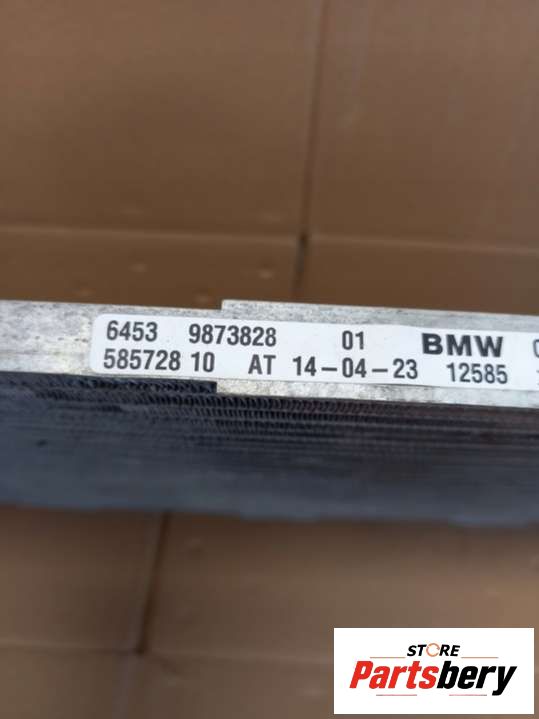 6453 9873828 01 BMW
585728 10 AT 14-04-23 12585
STORE
Partsbery